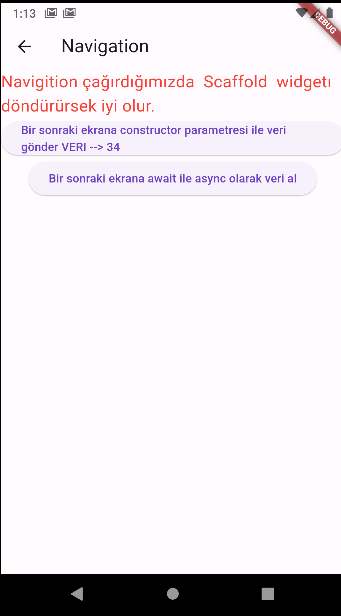 1:13
DEBUG
Navigation
Navigition çağırdığımızda Scaffold widgetı
döndürürsek iyi olur.
Bir sonraki ekrana constructor parametresi ile veri
gönder VERI --> 34
Bir sonraki ekrana await ile async olarak veri al